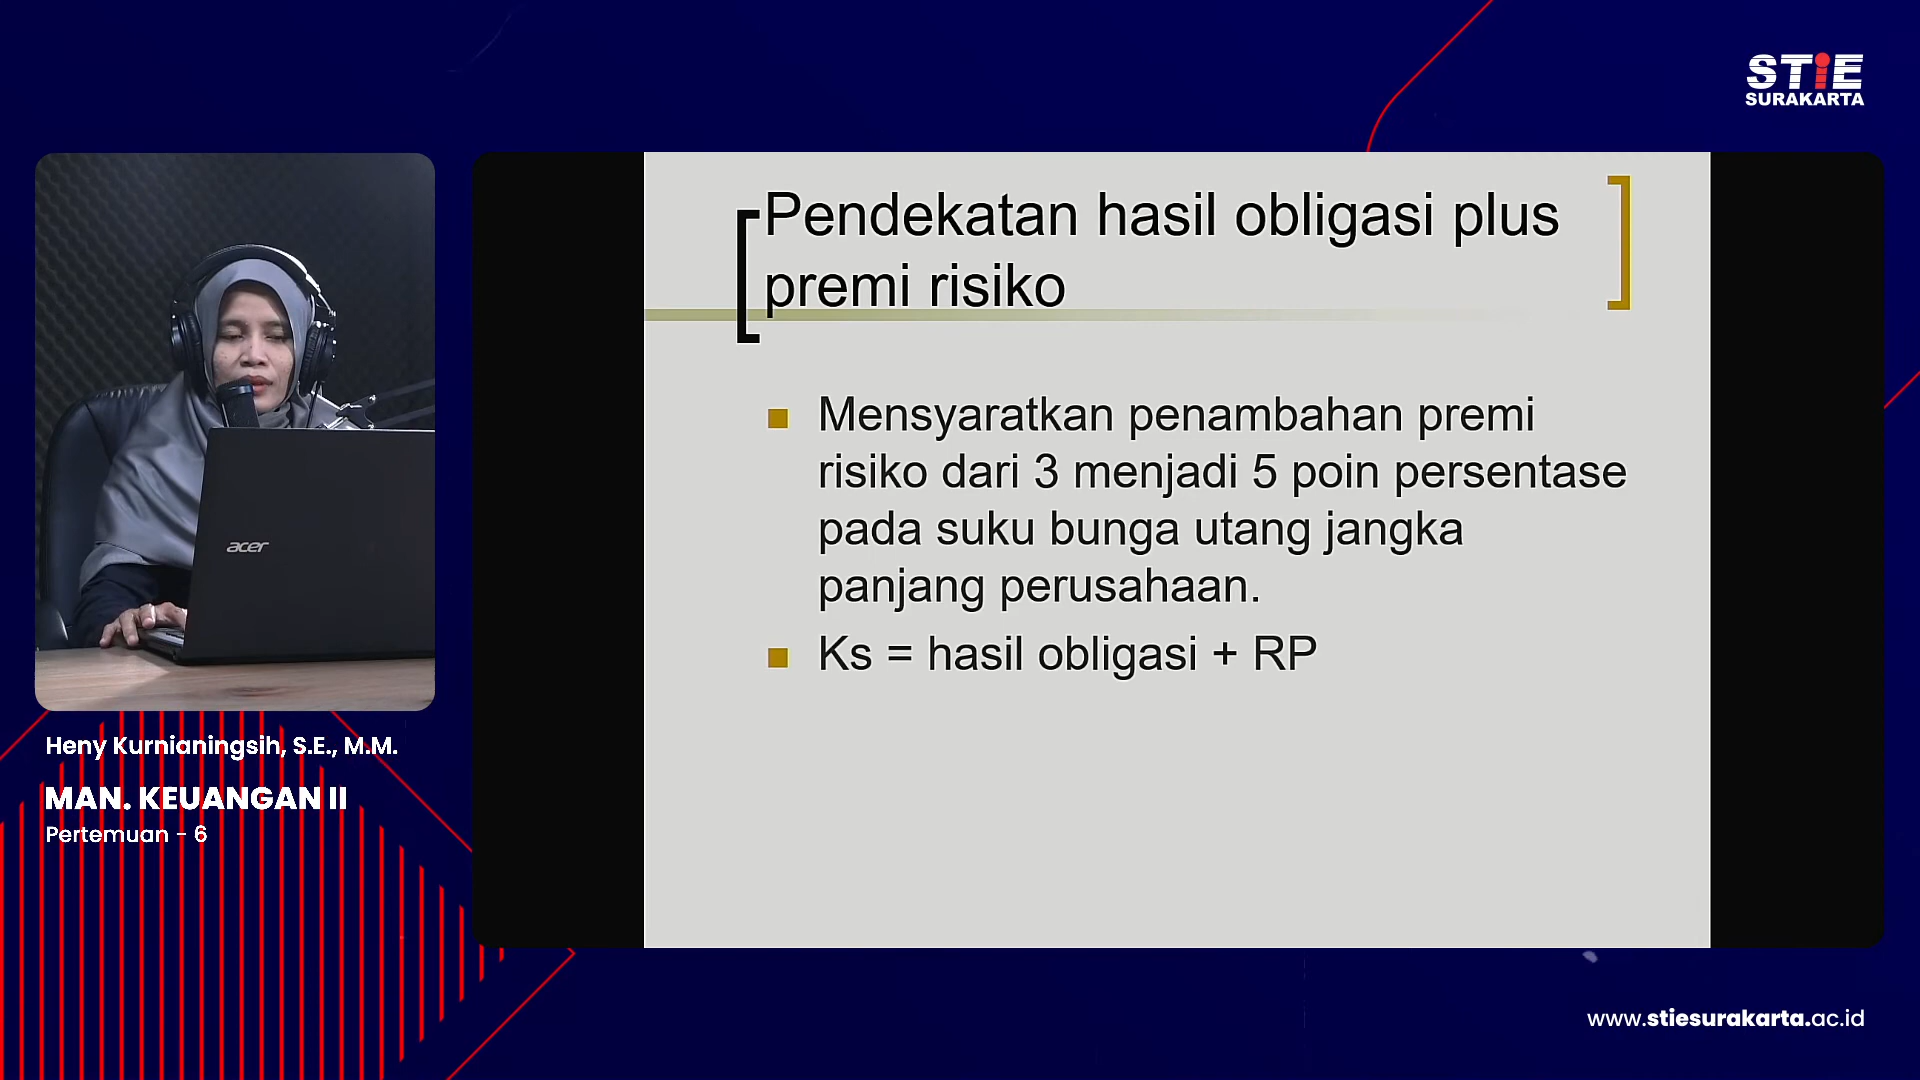 STiE
SURAKARTA
Pendekatan hasil obligasi plus
premi risiko
Mensyaratkan penambahan premi
risiko dari 3 menjadi 5 poin persentase
pada suku bunga utang jangka
panjang perusahaan.
Ks = hasil obligasi + RP
acer
Heny Kurnianingsih, S.E., M.M.
MAN. KEUANGAN II
Pertemuan - 6
www.stiesurakarta.ac.id